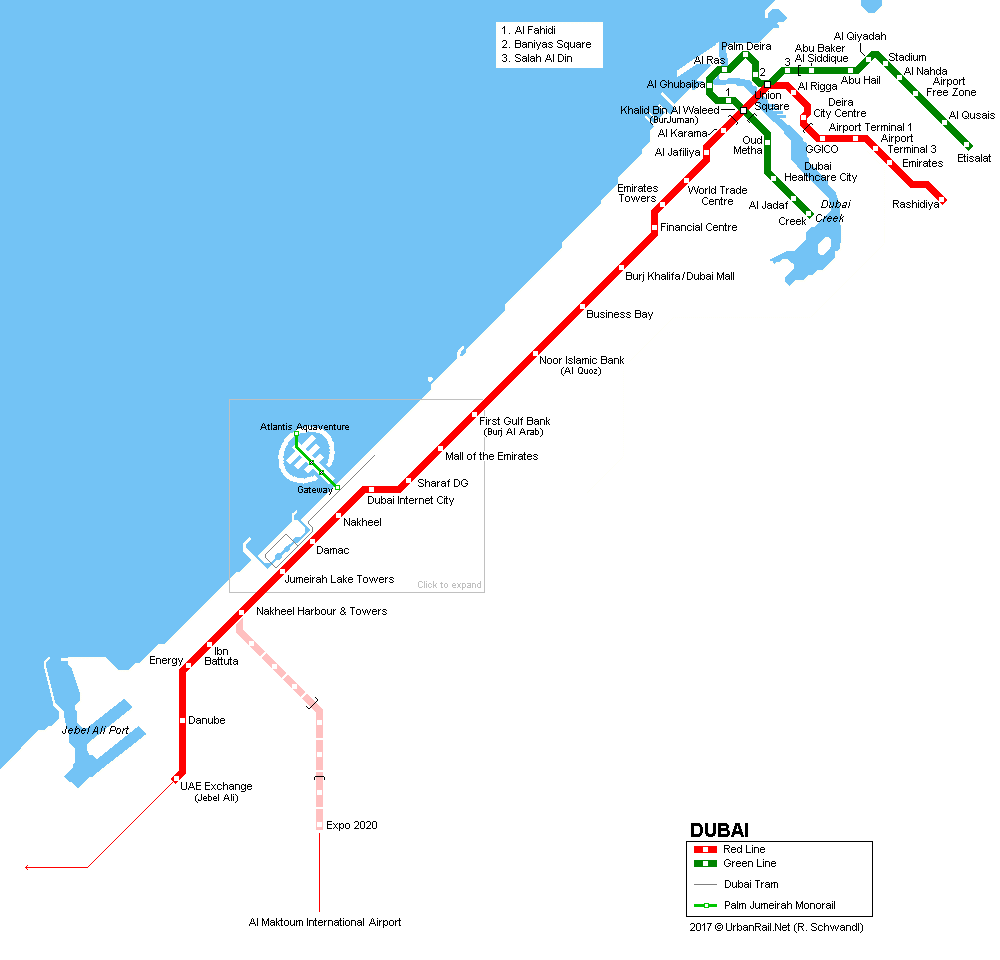 1. Al Fahidi
2. Baniyas Square
3. Salah Al Din
Al Qiyadah
Palm Deira
Abu Baker
Al Siddique
Stadium
Al Ras
3
2
Al Nahda
Abu Hail
Airport
Free Zone
Al Ghubaiba
1
Al Rigga
Union
Square
Deira
City Centre
Khalid Bin Al Waleed
(BurJuman)
Al Qusais
Airport Terminal 1
Al Karama
Oud
Metha
GGICO
Airport
Terminal 3
Al Jafiliya
Etisalat
Emirates
Dubai
Healthcare City
Emirates
Towers
World Trade
Centre
Al Jadaf
Dubai
Creek
Rashidiya
Creek
Financial Centre
Burj Khalifa/Dubai Mall
Business Bay
Noor Islamic Bank
(Al Quoz)
First Gulf Bank
(Burj Al Arab)
Atlantis Aquaventure
Mall of the Emirates
Sharaf DG
Gateway
Dubai Internet City
Nakheel
Damac
Jumeirah Lake Towers
Click to expand
Nakheel Harbour & Towers
Ibn
Battuta
Energy
Danube
Jebel Ali Port
UAE Exchange
(Jebel Ali)
Expo 2020
Al Maktoum International Airport
DUBAI
Red Line
Green Line
Dubai Tram
Palm Jumeirah Monorail
2017 © UrbanRail.Net (R. Schwandl)